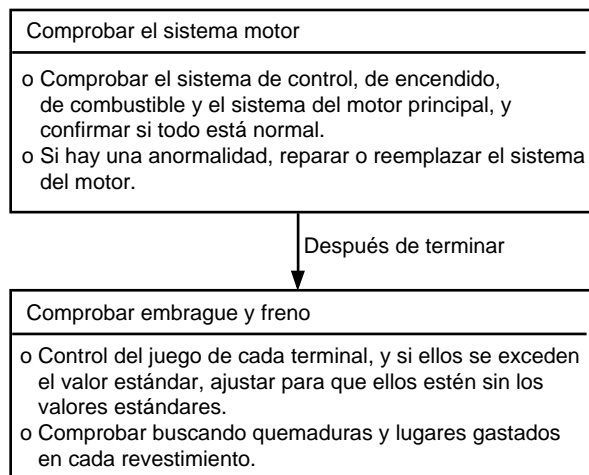 Comprobar el sistema motor
o Comprobar el sistema de control, de encendido,
de combustible y el sistema del motor principal, y
confirmar si todo está normal.
o Si hay una anormalidad, reparar o reemplazar el sistema
del motor.
Después de terminar
Comprobar embrague y freno
o Control del juego de cada terminal, y si ellos se exceden
el valor estándar, ajustar para que ellos estén sin los
valores estándares.
o Comprobar buscando quemaduras y lugares gastados
en cada revestimiento.